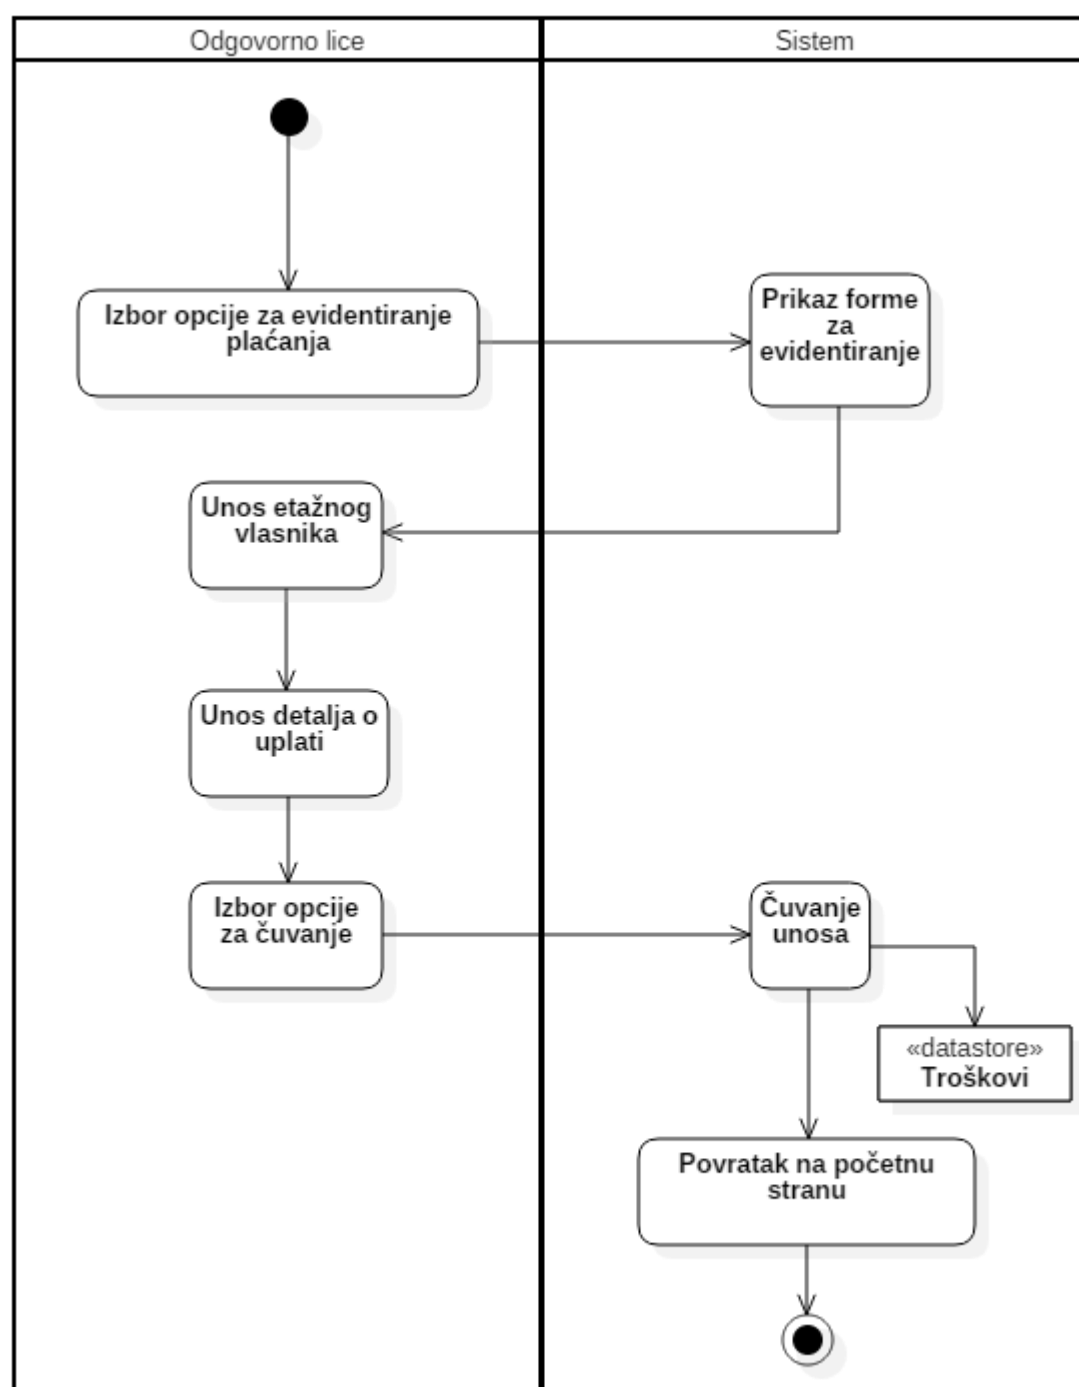 Odgovorno lice
Sistem
Izbor opcije za evidentiranje
plaćanja
Prikaz forme
za
evidentiranje
Unos etažnog
vlasnika
Unos detalja o
uplati
Izbor opcije
za čuvanje
Čuvanje
unosa
«datastore»
Troškovi
Povratak na početnu
stranu